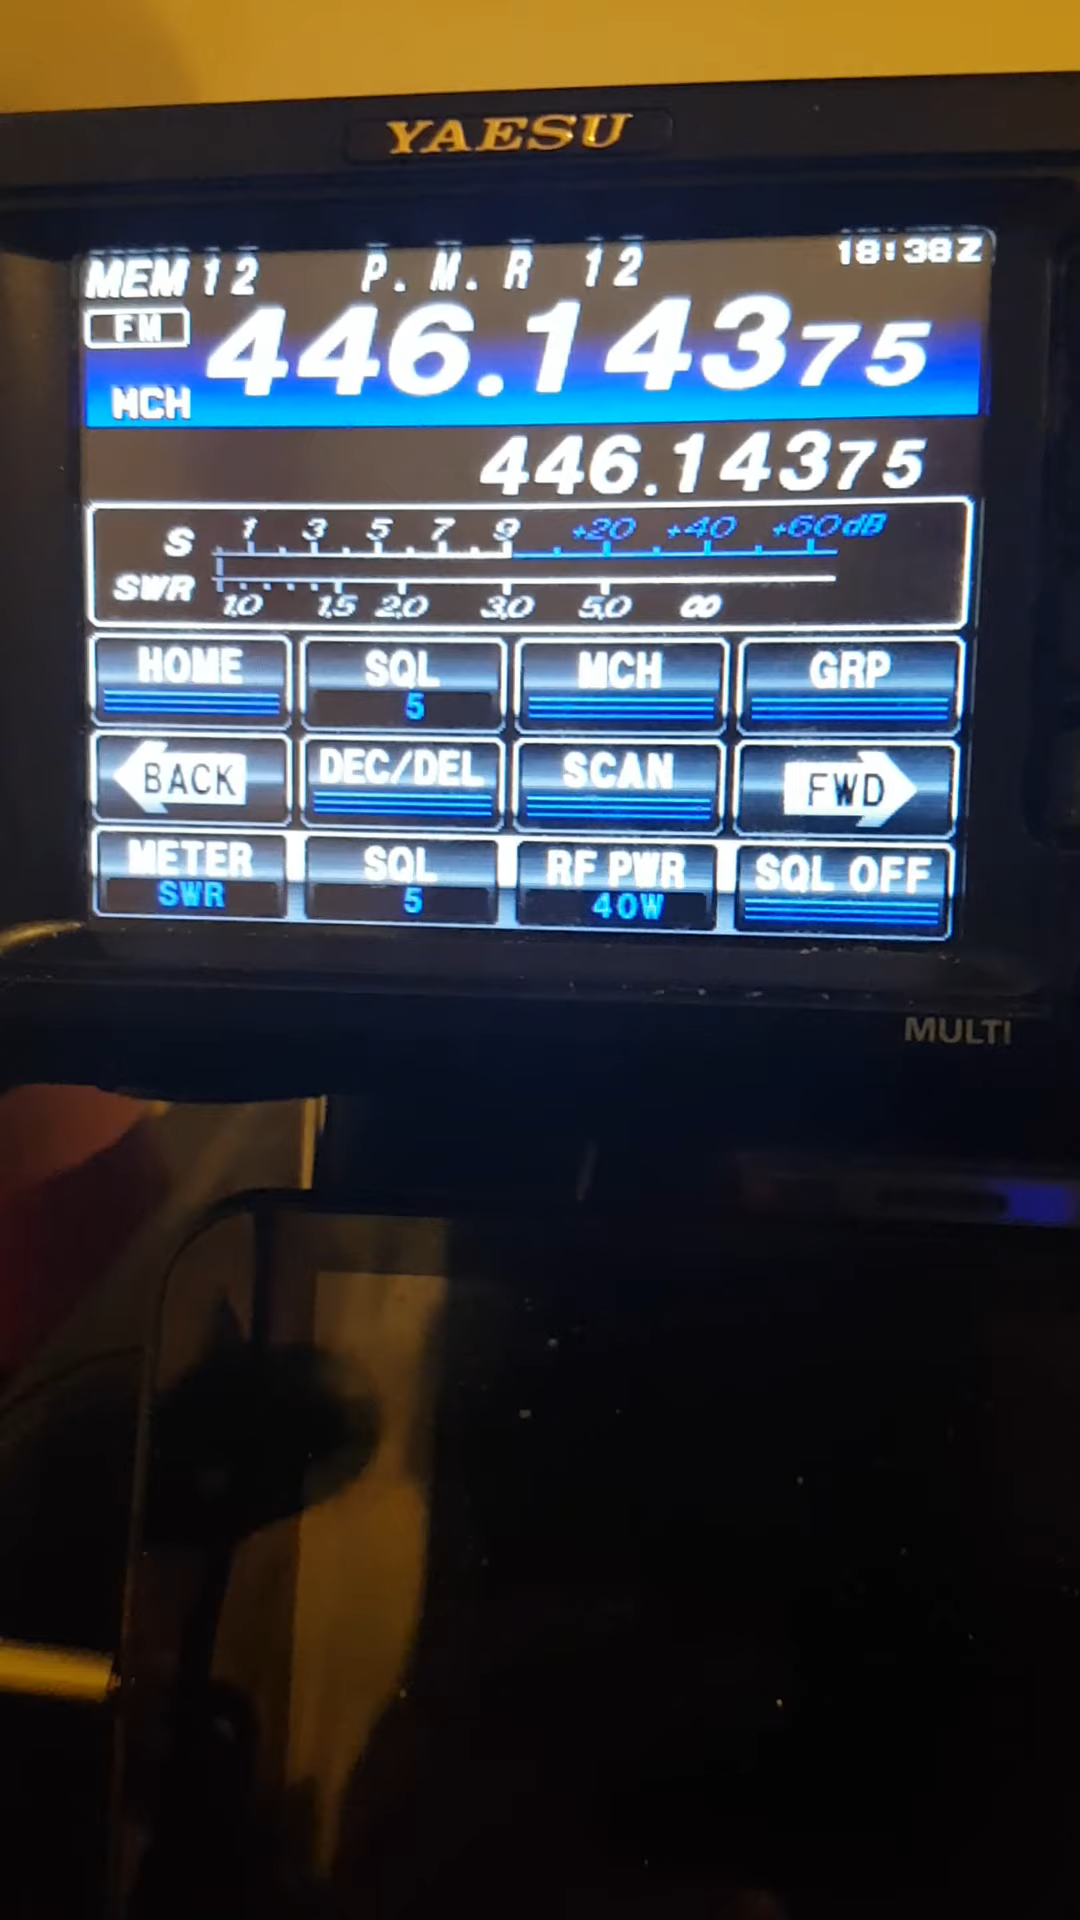 YAESU
MEM 12 P.M.R 12 18:38Z
FM 446.14375
MCH
446.14375
S 1 3 5 7 9 +20 +40 +60dB
SWR 1.0 1.5 2.0 3.0 5.0 ∞
HOME SQL MCH GRP
5
BACK DEC/DEL SCAN FWD
METER SQL RF PWR SQL OFF
SWR 5 40W
MULTI